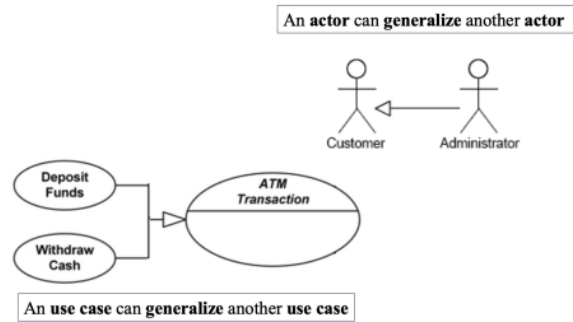 An actor can generalize another actor
Customer
Administrator
Deposit
Funds
ATM
Transaction
Withdraw
Cash
An use case can generalize another use case